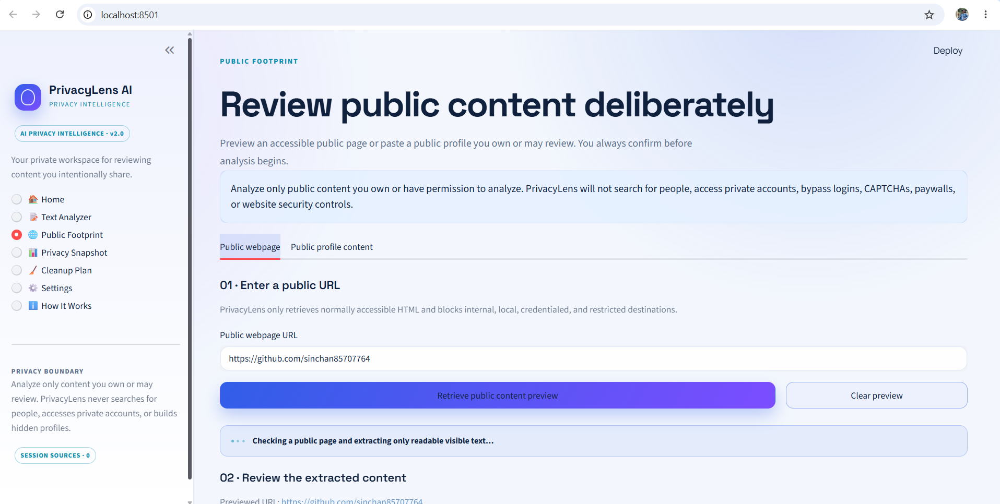 localhost:8501
Deploy
PrivacyLens AI
PRIVACY INTELLIGENCE
AI PRIVACY INTELLIGENCE · v2.0
Your private workspace for reviewing
content you intentionally share.
Home
Text Analyzer
Public Footprint
Privacy Snapshot
Cleanup Plan
Settings
How It Works
PRIVACY BOUNDARY
Analyze only content you own or may
review. PrivacyLens never searches for
people, accesses private accounts, or builds
hidden profiles.
SESSION SOURCES · 0
PUBLIC FOOTPRINT
Review public content deliberately
Preview an accessible public page or paste a public profile you own or may review. You always confirm before
analysis begins.
Analyze only public content you own or have permission to analyze. PrivacyLens will not search for people, access private accounts, bypass logins, CAPTCHAs, paywalls,
or website security controls.
Public webpage Public profile content
01 · Enter a public URL
PrivacyLens only retrieves normally accessible HTML and blocks internal, local, credentialed, and restricted destinations.
Public webpage URL
https://github.com/sinchan85707764
Retrieve public content preview Clear preview
Checking a public page and extracting only readable visible text...
02 · Review the extracted content
Previewed URL: https://github.com/sinchan85707764